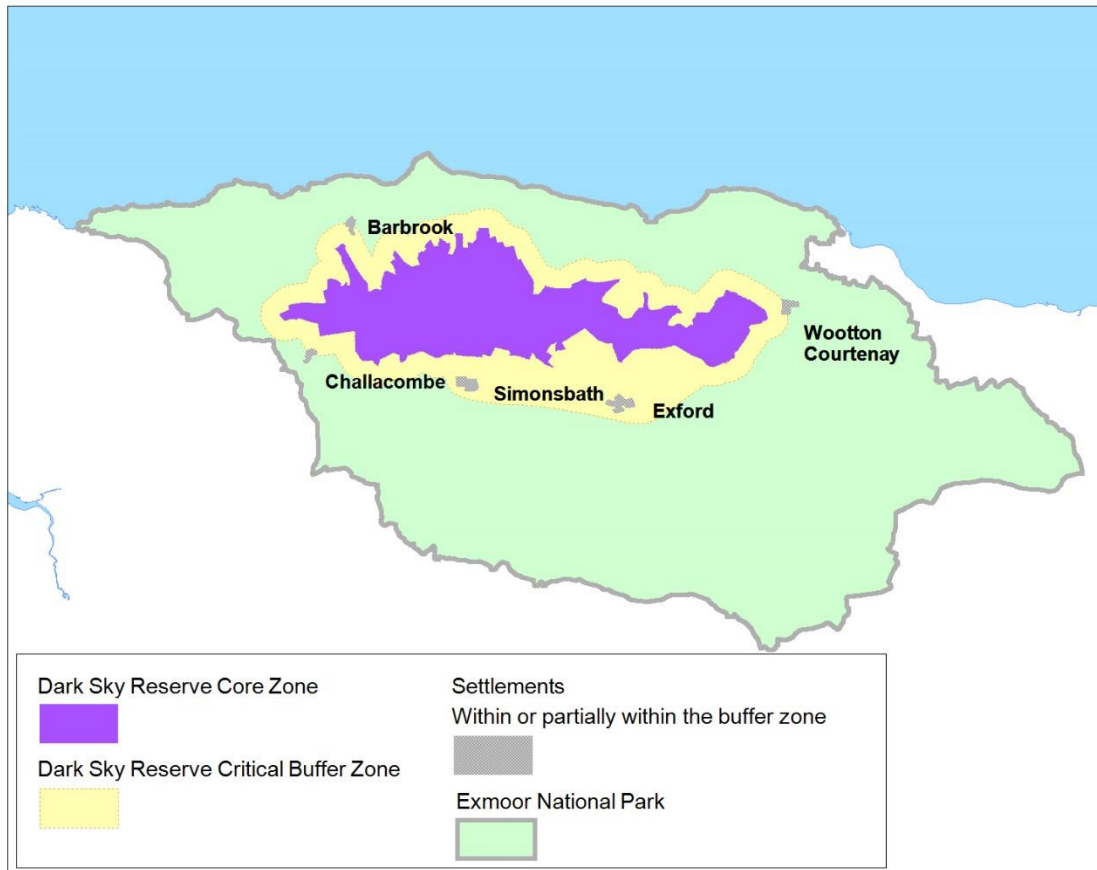 Barbrook
Wootton
Courtenay
Challacombe
Simonsbath
Exford
Dark Sky Reserve Core Zone
Dark Sky Reserve Critical Buffer Zone
Settlements
Within or partially within the buffer zone
Exmoor National Park